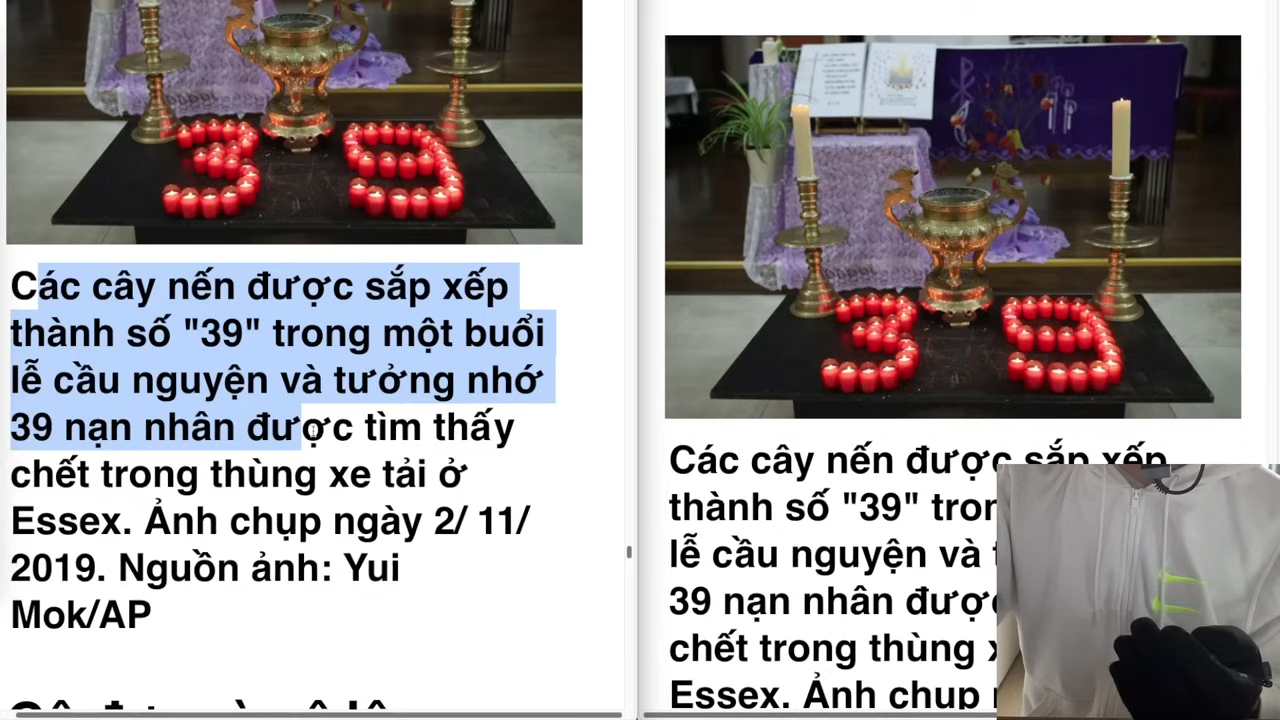 Các cây nến được sắp xếp
thành số "39" trong một buổi
lễ cầu nguyện và tưởng nhớ
39 nạn nhân được tìm thấy
chết trong thùng xe tải ở
Essex. Ảnh chụp ngày 2/ 11/
2019. Nguồn ảnh: Yui
Mok/AP
39
Các cây nến được sắp xếp
thành số "39"
lễ cầu nguyện và
39 nạn nhân được
chết trong thùng
Essex. Ảnh chụp
39